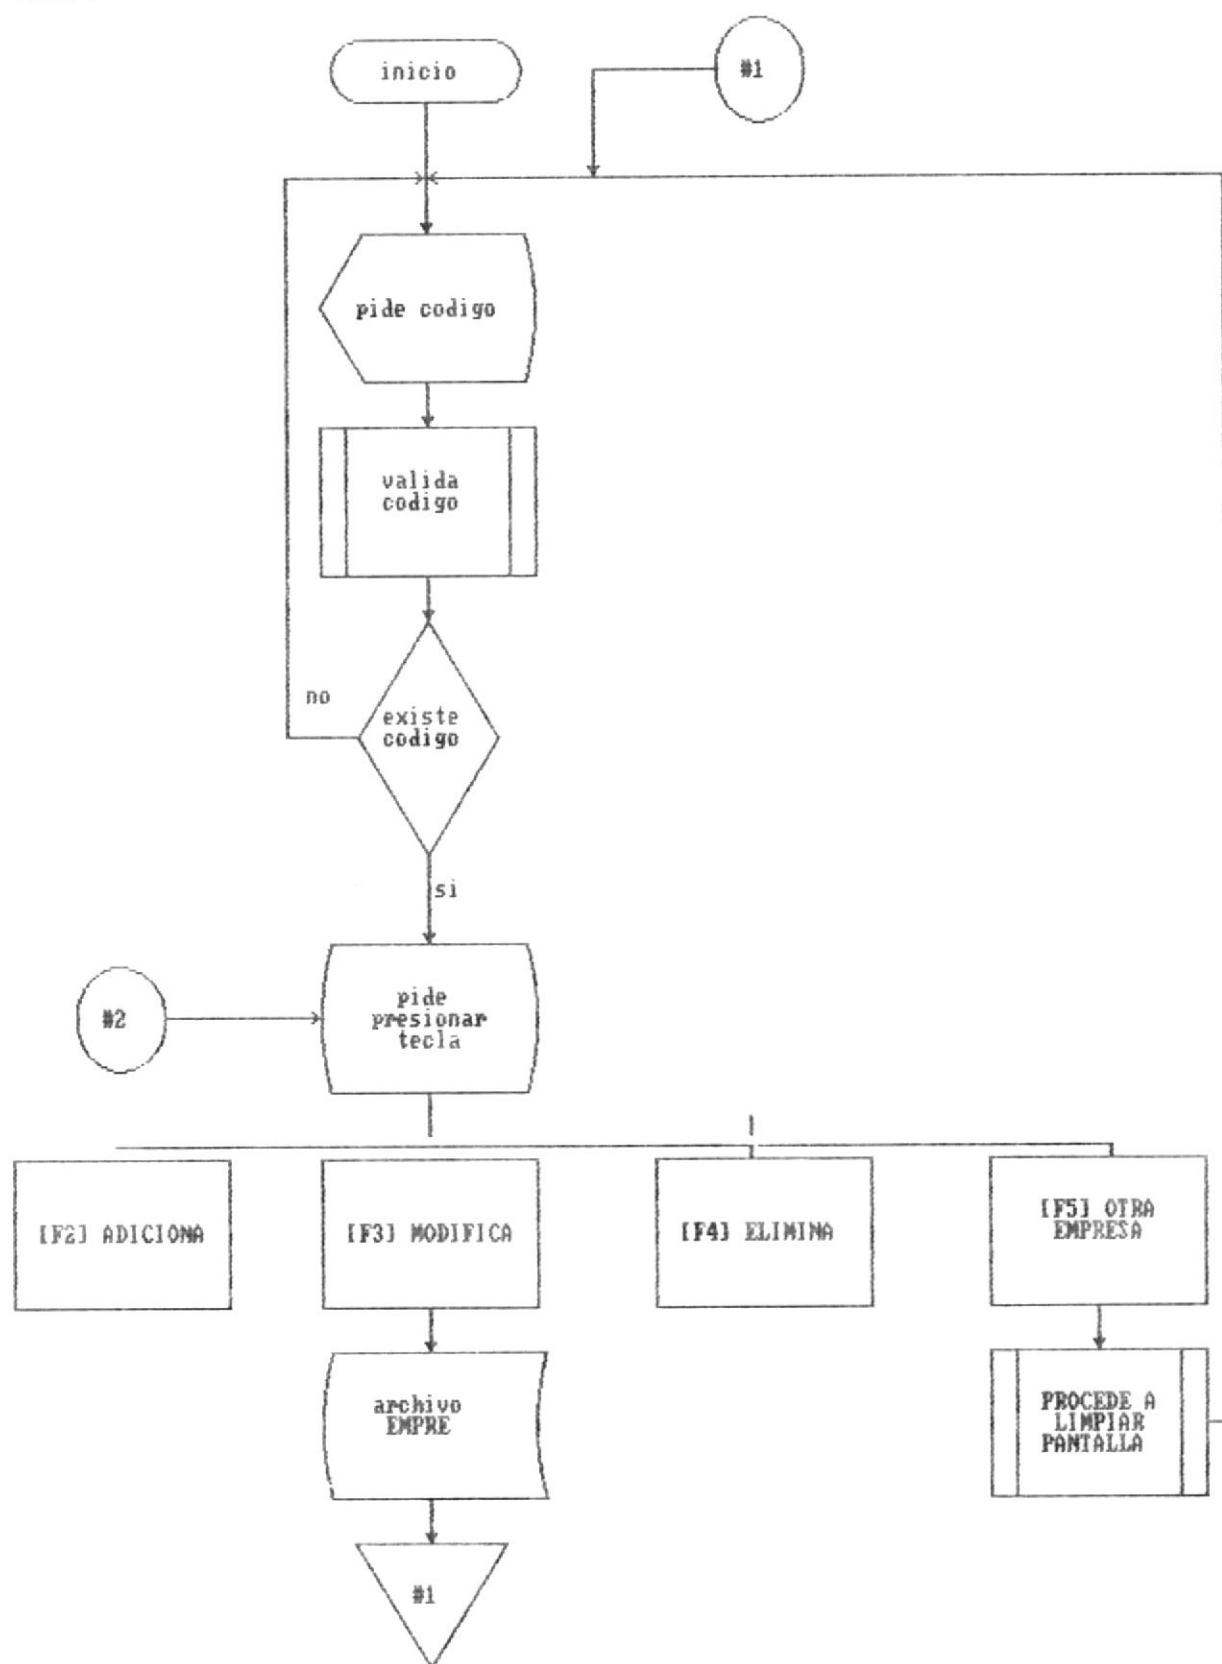 inicio
#1
pide codigo
valida
codigo
no
existe
codigo
si
#2
pide
presionar
tecla
[F2] ADICIONA
[F3] MODIFICA
[F4] ELIMINA
[F5] OTRA
EMPRESA
archivo
EMPRE
PROCEDE A
LIMPIAR
PANTALLA
#1